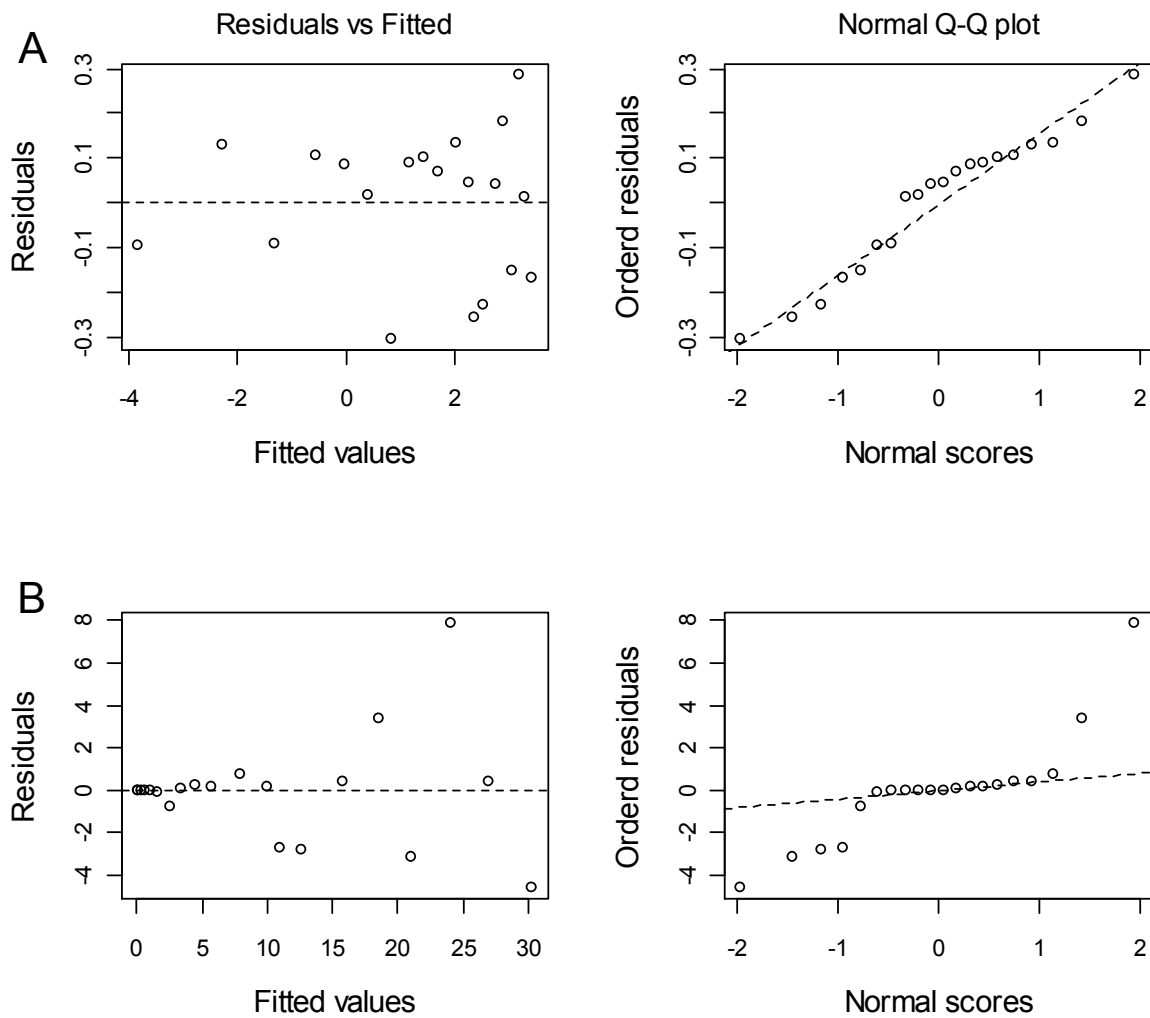 A
Residuals vs Fitted
Residuals
0.3
0.1
-0.1
-0.3
-4 -2 0 2
Fitted values
Normal Q-Q plot
Orderd residuals
0.3
0.1
-0.1
-0.3
-2 -1 0 1 2
Normal scores
B
Residuals
8
6
4
2
0
-2
-4
0 5 10 15 20 25 30
Fitted values
Orderd residuals
8
6
4
2
0
-2
-4
-2 -1 0 1 2
Normal scores